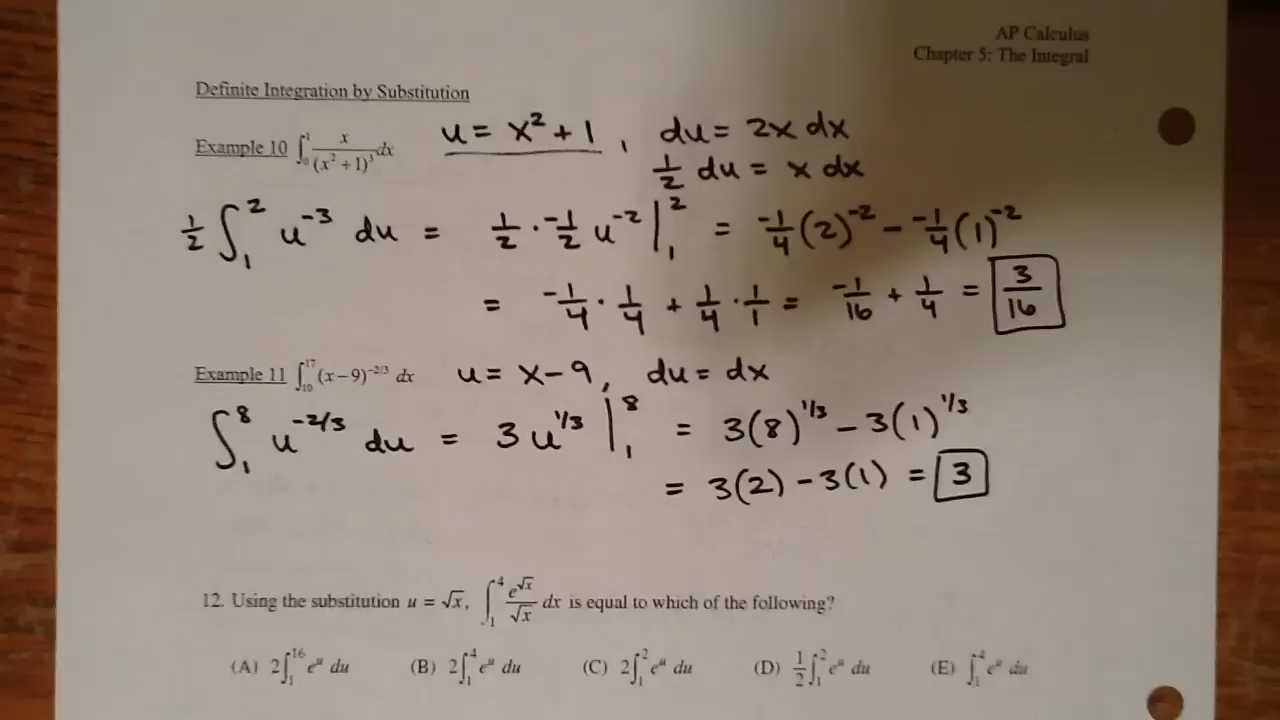 AP Calculus
Chapter 5: The Integral
Definite Integration by Substitution
Example 10 ∫₀¹ x/(x² + 1)³ dx u = x² + 1, du = 2x dx
½ du = x dx
½ ∫₁² u⁻³ du = ½ · -½ u⁻² |₁² = -¼(2)⁻² − -¼(1)⁻²
= -¼ · ¼ + ¼ · 1/1 = -1/16 + ¼ = 3/16
Example 11 ∫₁₀¹⁷ (x − 9)^(-2/3) dx u = x − 9, du = dx
∫₁⁸ u^(-2/3) du = 3u^(1/3) |₁⁸ = 3(8)^(1/3) − 3(1)^(1/3)
= 3(2) − 3(1) = 3
12. Using the substitution u = √x, ∫₁⁴ e^(√x)/√x dx is equal to which of the following?
(A) 2∫₁¹⁶ eᵘ du (B) 2∫₁⁴ eᵘ du (C) 2∫₁² eᵘ du (D) ½∫₁² eᵘ du (E) ∫₁⁴ eᵘ du